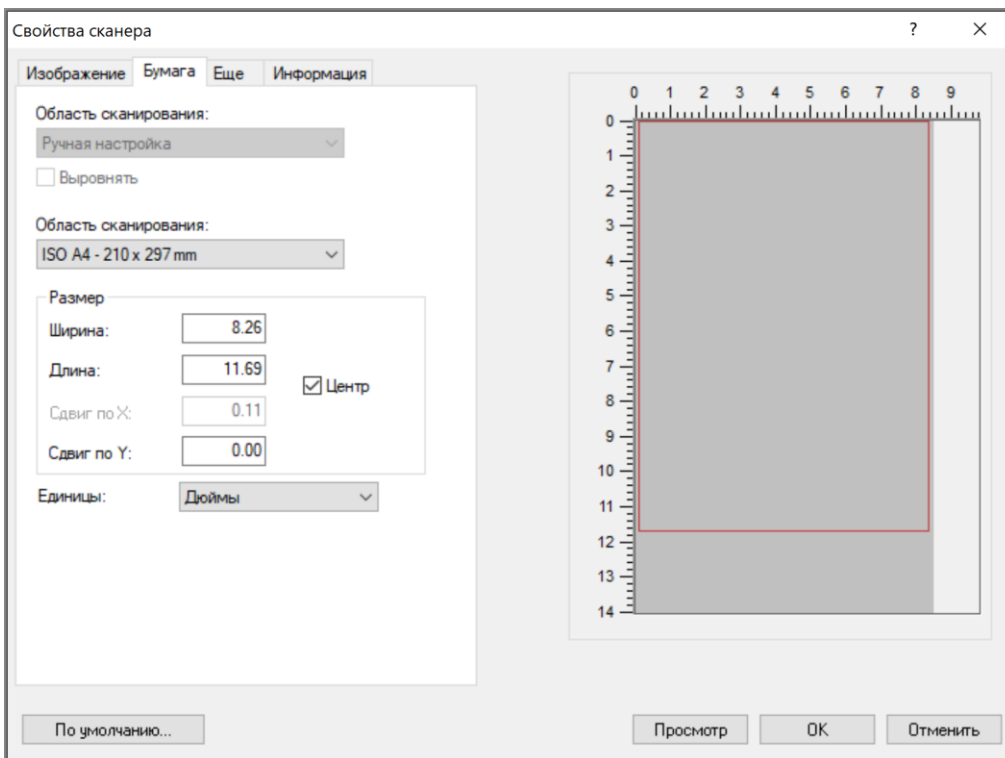 Свойства сканера ?
Изображение Бумага Еще Информация
Область сканирования:
Ручная настройка
Выровнять
Область сканирования:
ISO A4 - 210 x 297 mm
Размер
Ширина: 8.26
Длина: 11.69
Центр
Сдвиг по X: 0.11
Сдвиг по Y: 0.00
Единицы: Дюймы
0 1 2 3 4 5 6 7 8 9
0
1
2
3
4
5
6
7
8
9
10
11
12
13
14
По умолчанию... Просмотр OK Отменить